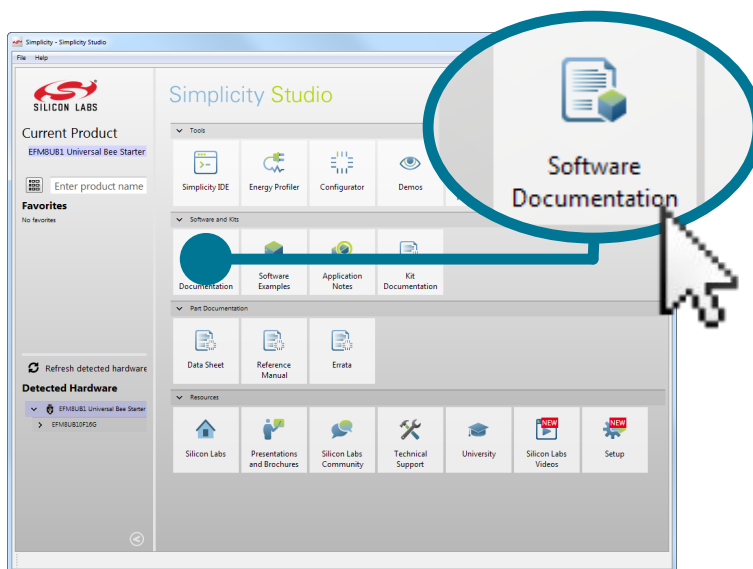 Simplicity - Simplicity Studio
File Help
SILICON LABS
Simplicity Studio
Current Product
EFM8UB1 Universal Bee Starter
Enter product name
Favorites
No favorites
Tools
Simplicity IDE
Energy Profiler
Configurator
Demos
Software
Documentation
Software and Kits
Documentation
Software
Examples
Application
Notes
Kit
Documentation
Part Documentation
Data Sheet
Reference
Manual
Errata
Refresh detected hardware
Detected Hardware
EFM8UB1 Universal Bee Starter
EFM8UB10F16G
Resources
Silicon Labs
Presentations
and Brochures
Silicon Labs
Community
Technical
Support
University
NEW
Silicon Labs
Videos
NEW
Setup